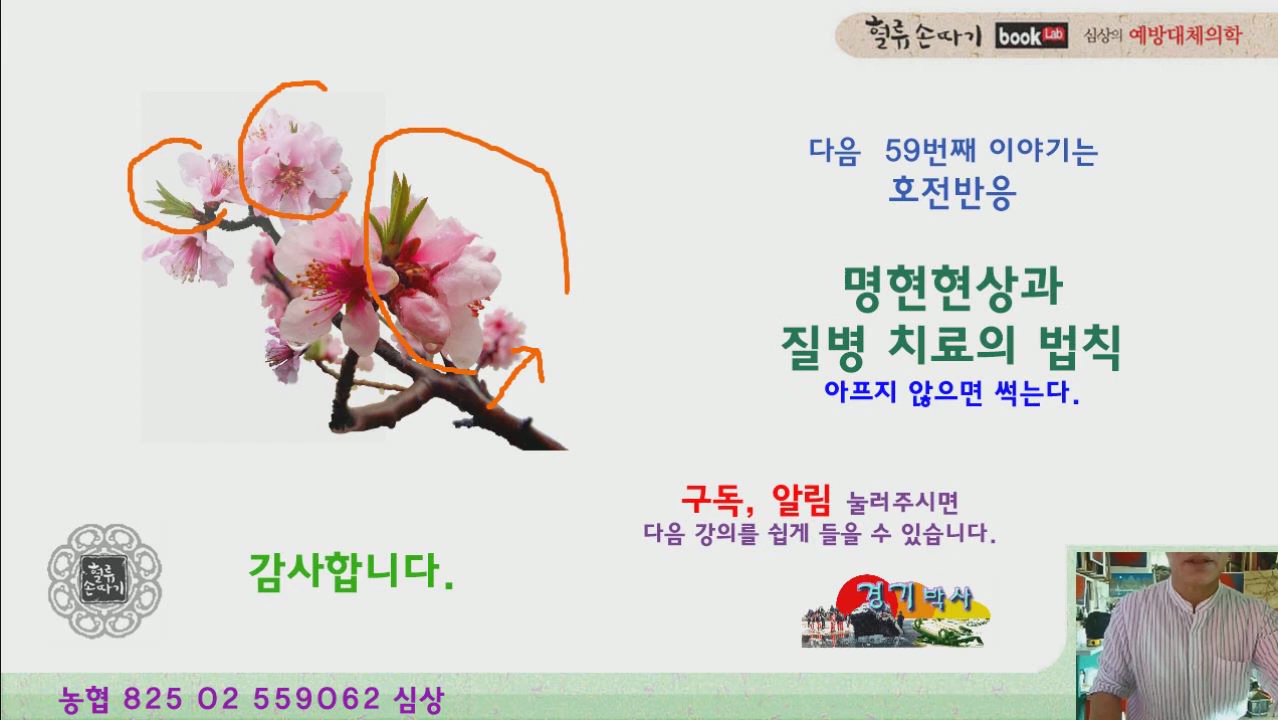 혈류 손따기 book Lab 심상의 예방대체의학
다음 59번째 이야기는
호전반응
명현현상과
질병 치료의 법칙
아프지 않으면 썩는다.
구독, 알림 눌러주시면
다음 강의를 쉽게 들을 수 있습니다.
혈류
손따기
감사합니다.
경기박사
농협 825 02 559062 심상